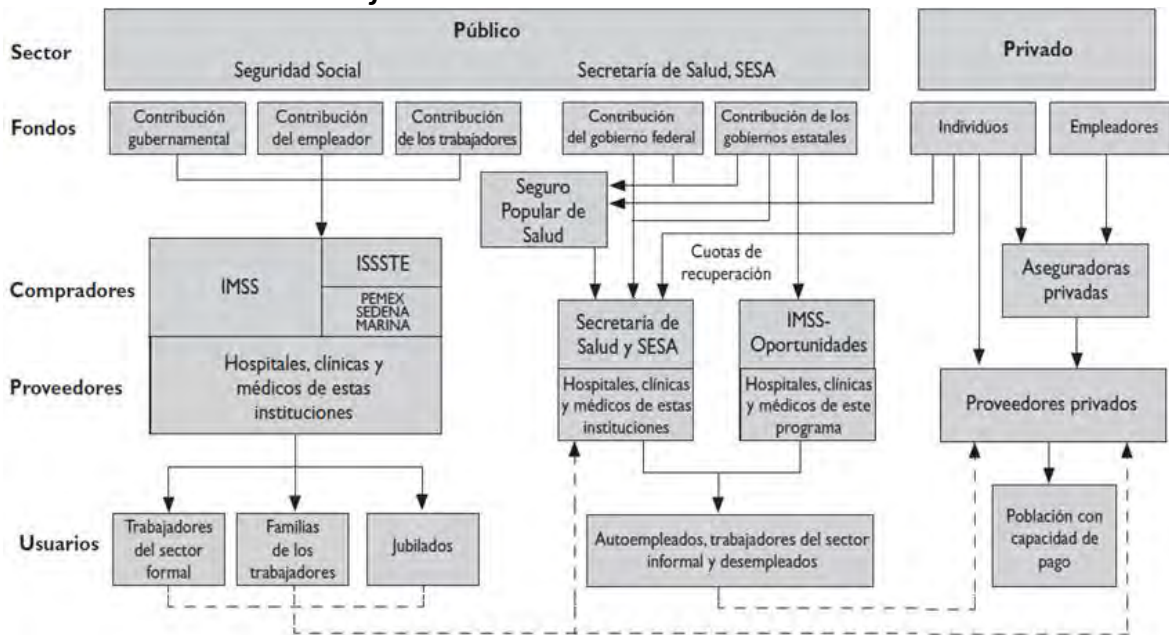 Sector
Público
Seguridad Social
Secretaría de Salud, SESA
Privado
Fondos
Contribución
gubernamental
Contribución
del empleador
Contribución
de los trabajadores
Contribución
del gobierno federal
Contribución de los
gobiernos estatales
Individuos
Empleadores
Seguro
Popular de
Salud
Cuotas de
recuperación
Compradores
IMSS
ISSSTE
PEMEX
SEDENA
MARINA
Secretaría de
Salud y SESA
IMSS-
Oportunidades
Aseguradoras
privadas
Proveedores
Hospitales, clínicas y
médicos de estas
instituciones
Hospitales, clínicas
y médicos de estas
instituciones
Hospitales, clínicas
y médicos de este
programa
Proveedores privados
Usuarios
Trabajadores
del sector
formal
Familias
de los
trabajadores
Jubilados
Autoempleados, trabajadores del sector
informal y desempleados
Población con
capacidad de
pago